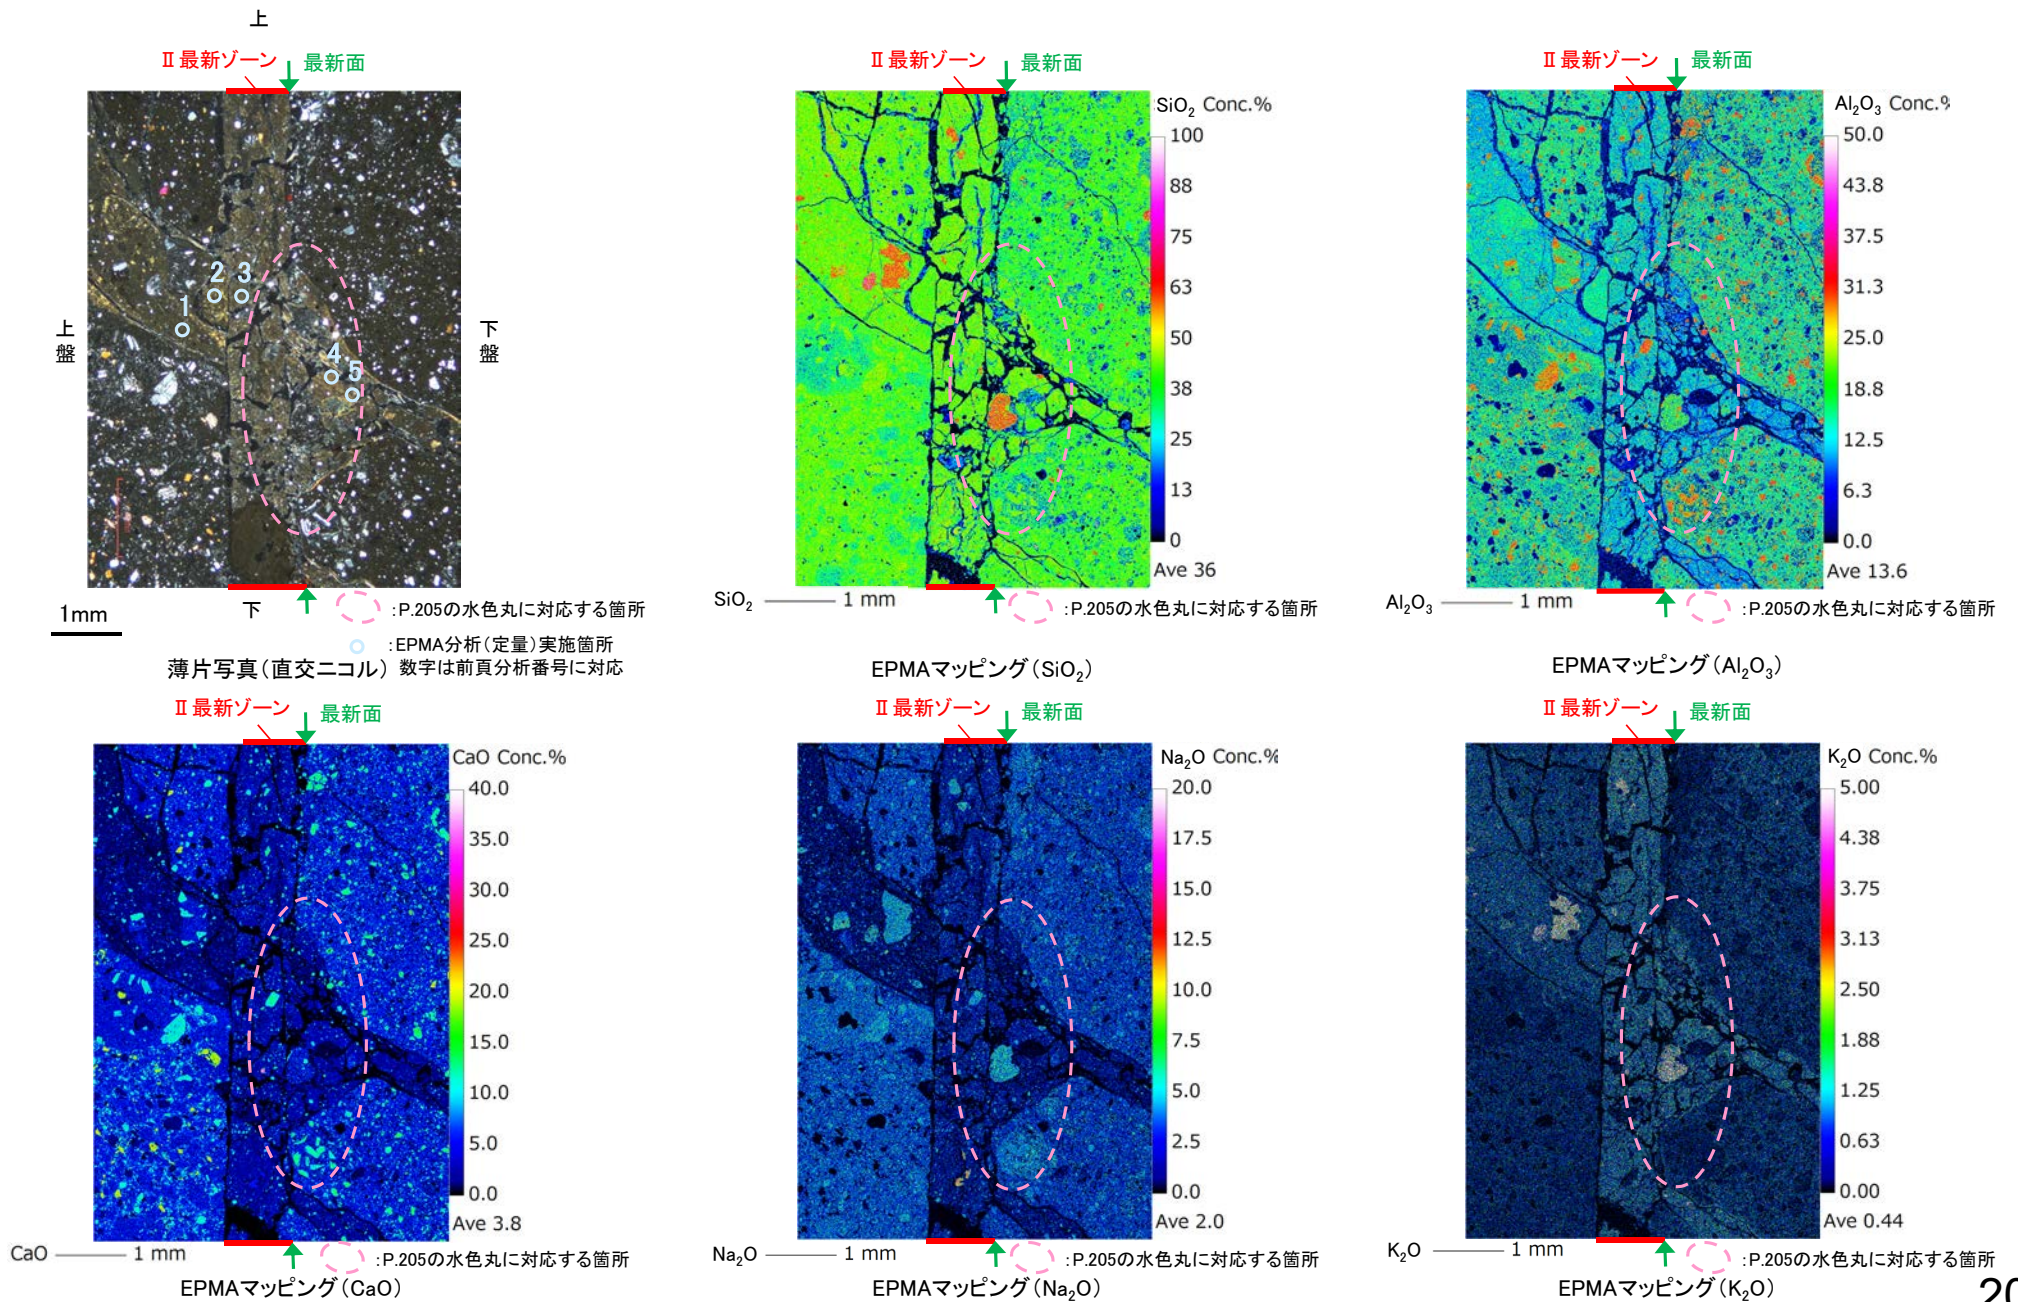 上
Ⅱ最新ゾーン
最新面
上盤
下盤
1
2
3
4
5
1mm
下
:P.205の水色丸に対応する箇所
:EPMA分析(定量)実施箇所
数字は前頁分析番号に対応
薄片写真(直交ニコル)
Ⅱ最新ゾーン
最新面
SiO₂ Conc.%
100
88
75
63
50
38
25
13
0
Ave 36
SiO₂
1 mm
:P.205の水色丸に対応する箇所
EPMAマッピング(SiO₂)
Ⅱ最新ゾーン
最新面
Al₂O₃ Conc.%
50.0
43.8
37.5
31.3
25.0
18.8
12.5
6.3
0.0
Ave 13.6
Al₂O₃
1 mm
:P.205の水色丸に対応する箇所
EPMAマッピング(Al₂O₃)
Ⅱ最新ゾーン
最新面
CaO Conc.%
40.0
35.0
30.0
25.0
20.0
15.0
10.0
5.0
0.0
Ave 3.8
CaO
1 mm
:P.205の水色丸に対応する箇所
EPMAマッピング(CaO)
Ⅱ最新ゾーン
最新面
Na₂O Conc.%
20.0
17.5
15.0
12.5
10.0
7.5
5.0
2.5
0.0
Ave 2.0
Na₂O
1 mm
:P.205の水色丸に対応する箇所
EPMAマッピング(Na₂O)
Ⅱ最新ゾーン
最新面
K₂O Conc.%
5.00
4.38
3.75
3.13
2.50
1.88
1.25
0.63
0.00
Ave 0.44
K₂O
1 mm
:P.205の水色丸に対応する箇所
EPMAマッピング(K₂O)